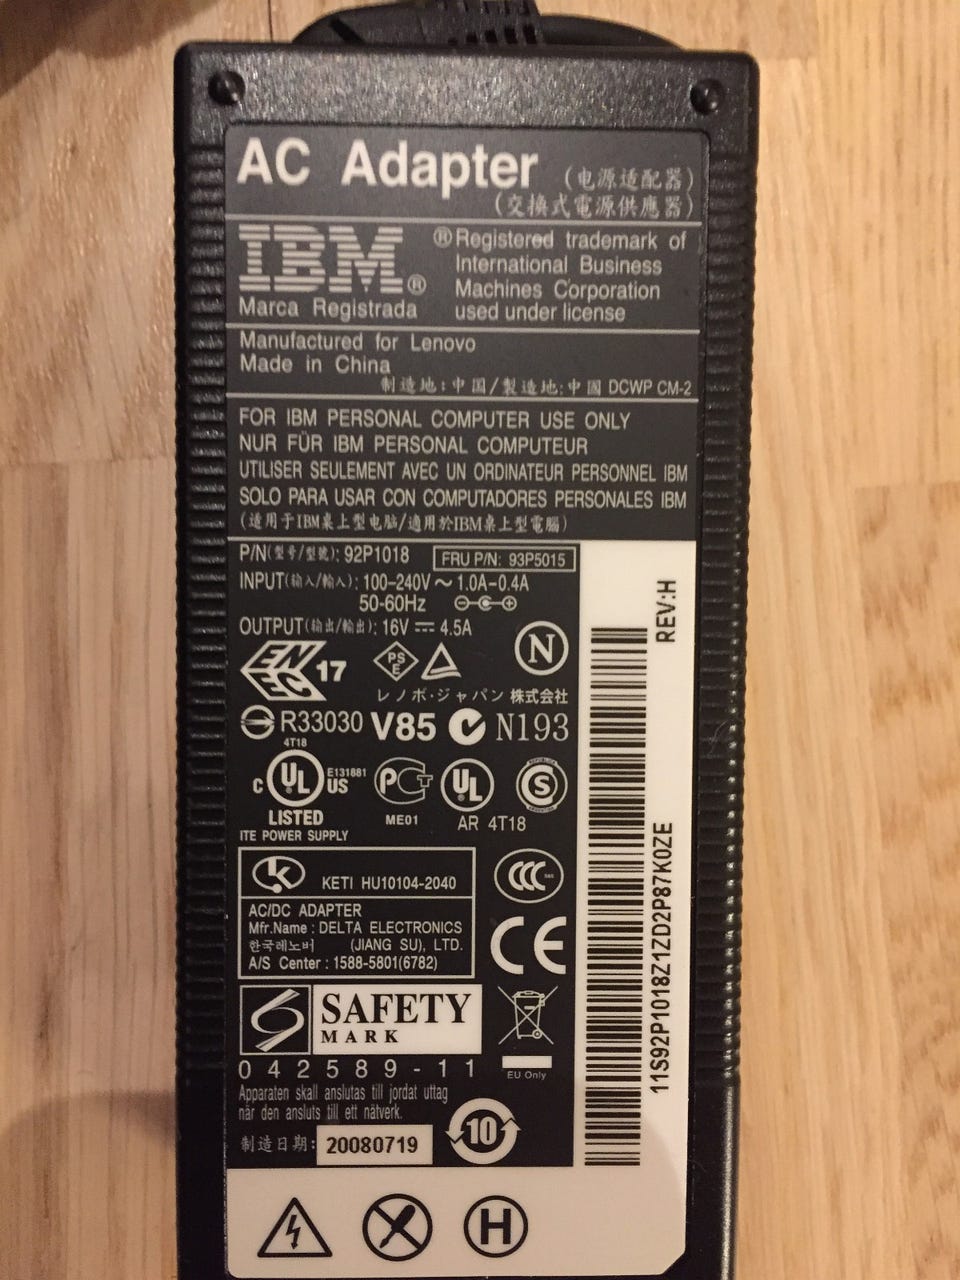 AC Adapter
(电源适配器)
(交換式電源供應器)
IBM®
Marca Registrada
® Registered trademark of
International Business
Machines Corporation
used under license
Manufactured for Lenovo
Made in China
制造地:中国/製造地:中國 DCWP CM-2
FOR IBM PERSONAL COMPUTER USE ONLY
NUR FÜR IBM PERSONAL COMPUTEUR
UTILISER SEULEMENT AVEC UN ORDINATEUR PERSONNEL IBM
SOLO PARA USAR CON COMPUTADORES PERSONALES IBM
(适用于IBM桌上型电脑/適用於IBM桌上型電腦)
P/N(型号/型號): 92P1018
FRU P/N: 93P5015
INPUT(输入/輸入): 100-240V ~ 1.0A-0.4A
50-60Hz
OUTPUT(输出/輸出): 16V ⎓ 4.5A
N
ENEC 17
PSE
レノボ・ジャパン 株式会社
R33030 V85 N193
4T18
C UL US
E131881
LISTED
ITE POWER SUPPLY
PCT
ME01
UL
AR 4T18
S
KETI HU10104-2040
AC/DC ADAPTER
Mfr.Name : DELTA ELECTRONICS
한국레노버 (JIANG SU), LTD.
A/S Center : 1588-5801(6782)
CCC
CE
SAFETY
MARK
042589-11
EU Only
Apparaten skall anslutas till jordat uttag
när den ansluts till ett nätverk.
制造日期: 20080719
10
H
REV:H
11S92P1018Z1ZD2P87K0ZE